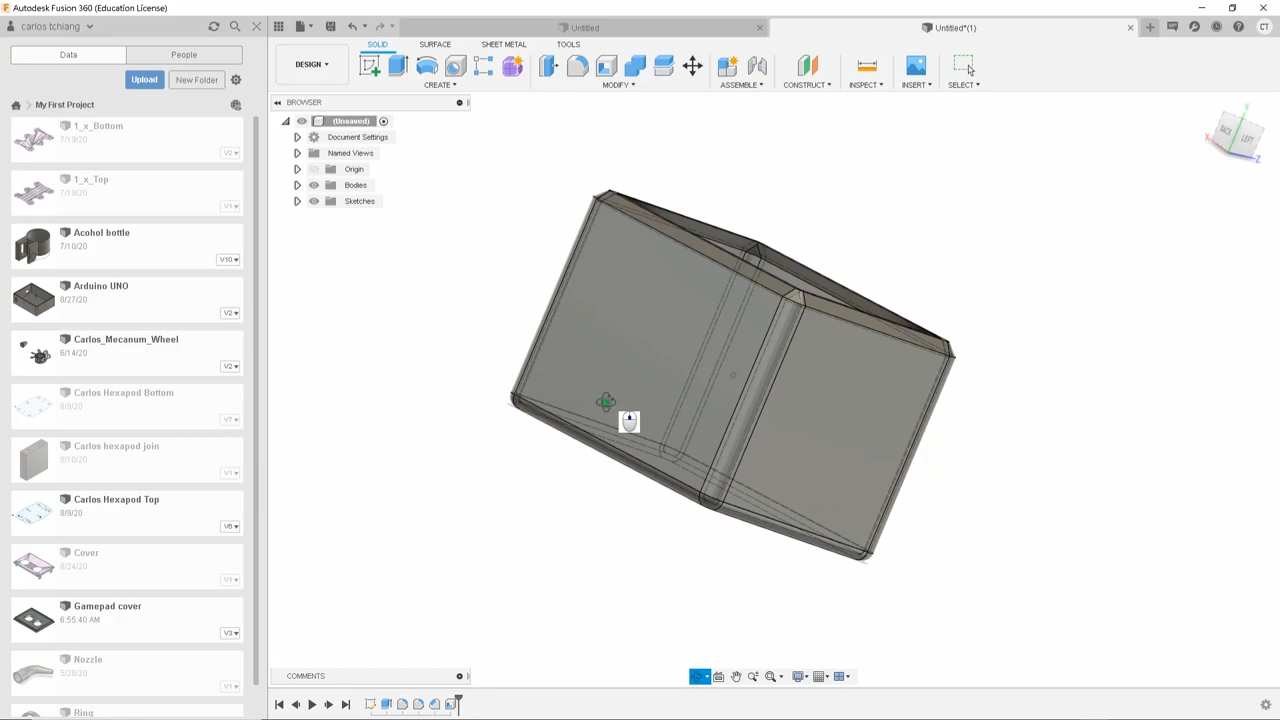 Autodesk Fusion 360 (Education License)
carlos tchiang
Untitled
Untitled*(1)
CT
Data
People
SOLID
SURFACE
SHEET METAL
TOOLS
DESIGN
CREATE
MODIFY
ASSEMBLE
CONSTRUCT
INSPECT
INSERT
SELECT
Upload
New Folder
My First Project
BROWSER
(Unsaved)
Document Settings
Named Views
Origin
Bodies
Sketches
1_x_Bottom
7/19/20
V2
1_x_Top
7/19/20
V1
Acohol bottle
7/10/20
V10
Arduino UNO
8/27/20
V2
Carlos_Mecanum_Wheel
6/14/20
V2
Carlos Hexapod Bottom
8/9/20
V7
Carlos hexapod join
8/10/20
V1
Carlos Hexapod Top
8/9/20
V6
Cover
8/24/20
V1
Gamepad cover
6:55:40 AM
V3
Nozzle
5/28/20
V1
Ring
BACK
LEFT
X
Y
Z
COMMENTS